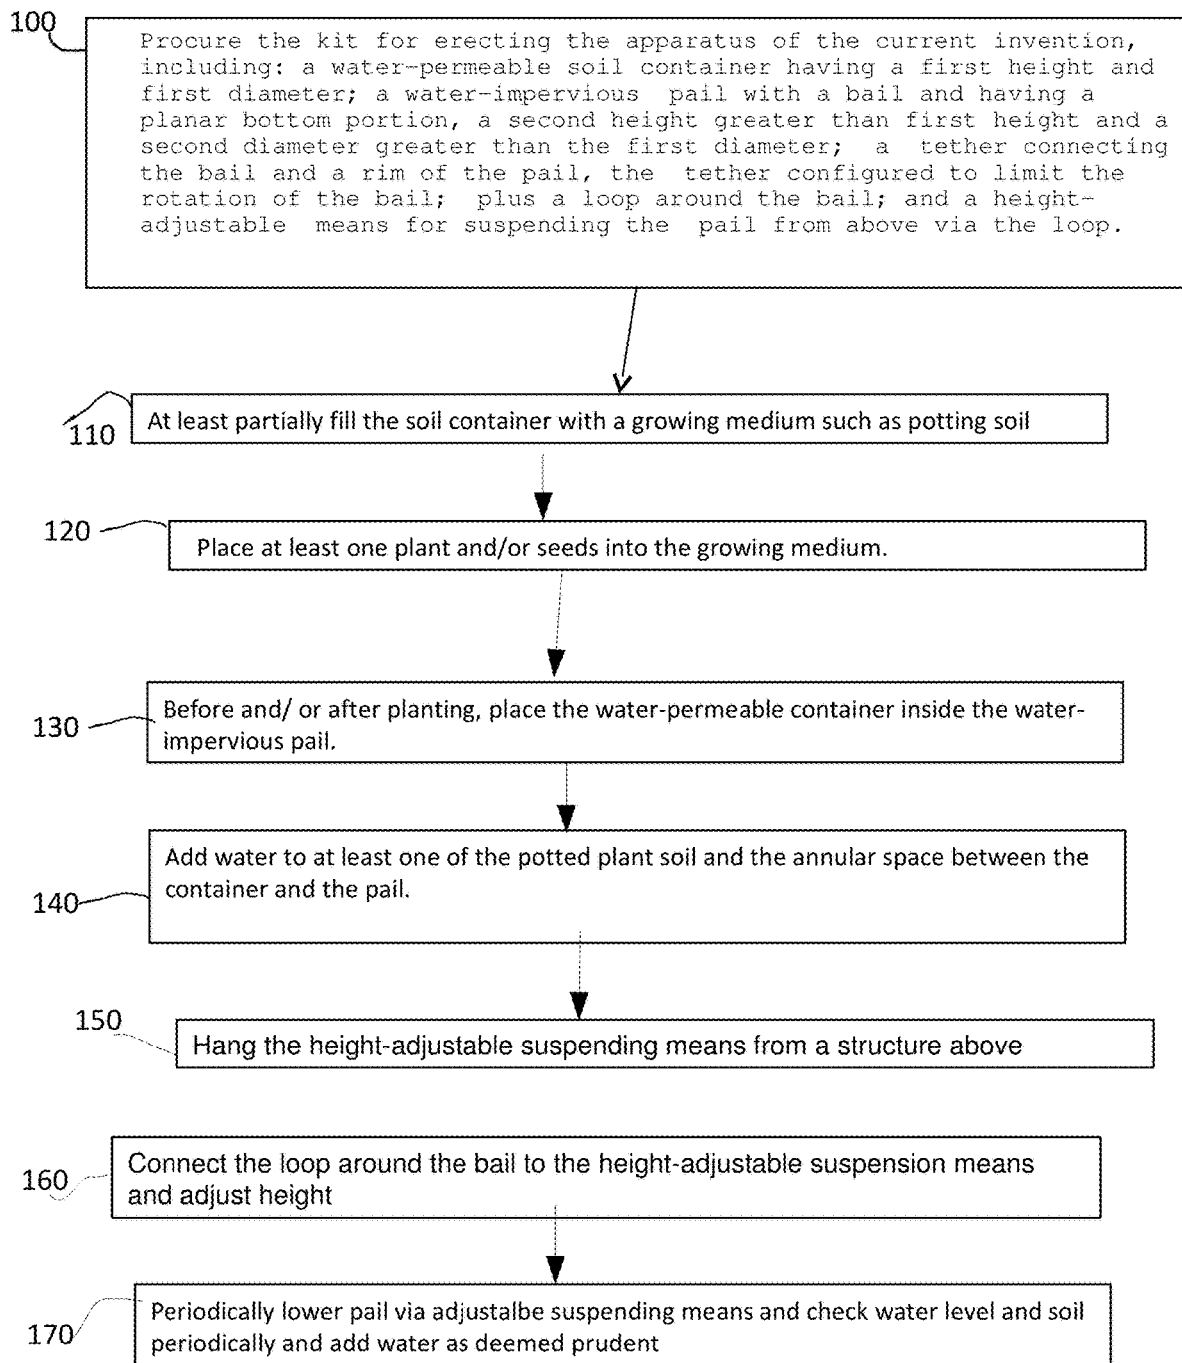 100
Procure the kit for erecting the apparatus of the current invention,
including: a water-permeable soil container having a first height and
first diameter; a water-impervious pail with a bail and having a
planar bottom portion, a second height greater than first height and a
second diameter greater than the first diameter; a tether connecting
the bail and a rim of the pail, the tether configured to limit the
rotation of the bail; plus a loop around the bail; and a height-
adjustable means for suspending the pail from above via the loop.
110
At least partially fill the soil container with a growing medium such as potting soil
120
Place at least one plant and/or seeds into the growing medium.
130
Before and/ or after planting, place the water-permeable container inside the water-
impervious pail.
140
Add water to at least one of the potted plant soil and the annular space between the
container and the pail.
150
Hang the height-adjustable suspending means from a structure above
160
Connect the loop around the bail to the height-adjustable suspension means
and adjust height
170
Periodically lower pail via adjustalbe suspending means and check water level and soil
periodically and add water as deemed prudent